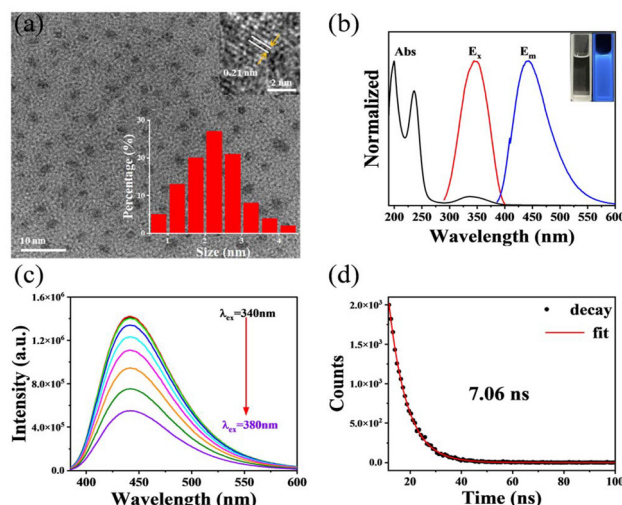 (a)
0.21 nm
2 nm
Percentage (%)
30
20
10
0
1 2 3 4
Size (nm)
10 nm
(b)
Abs
Eₓ
Eₘ
Normalized
200 250 300 350 400 450 500 550 600
Wavelength (nm)
(c)
1.6×10⁶
1.2×10⁶
8.0×10⁵
4.0×10⁵
0.0
Intensity (a.u.)
λex=340nm
λex=380nm
400 450 500 550 600
Wavelength (nm)
(d)
2.0×10³
1.5×10³
1.0×10³
5.0×10²
0.0
Counts
decay
fit
7.06 ns
20 40 60 80 100
Time (ns)